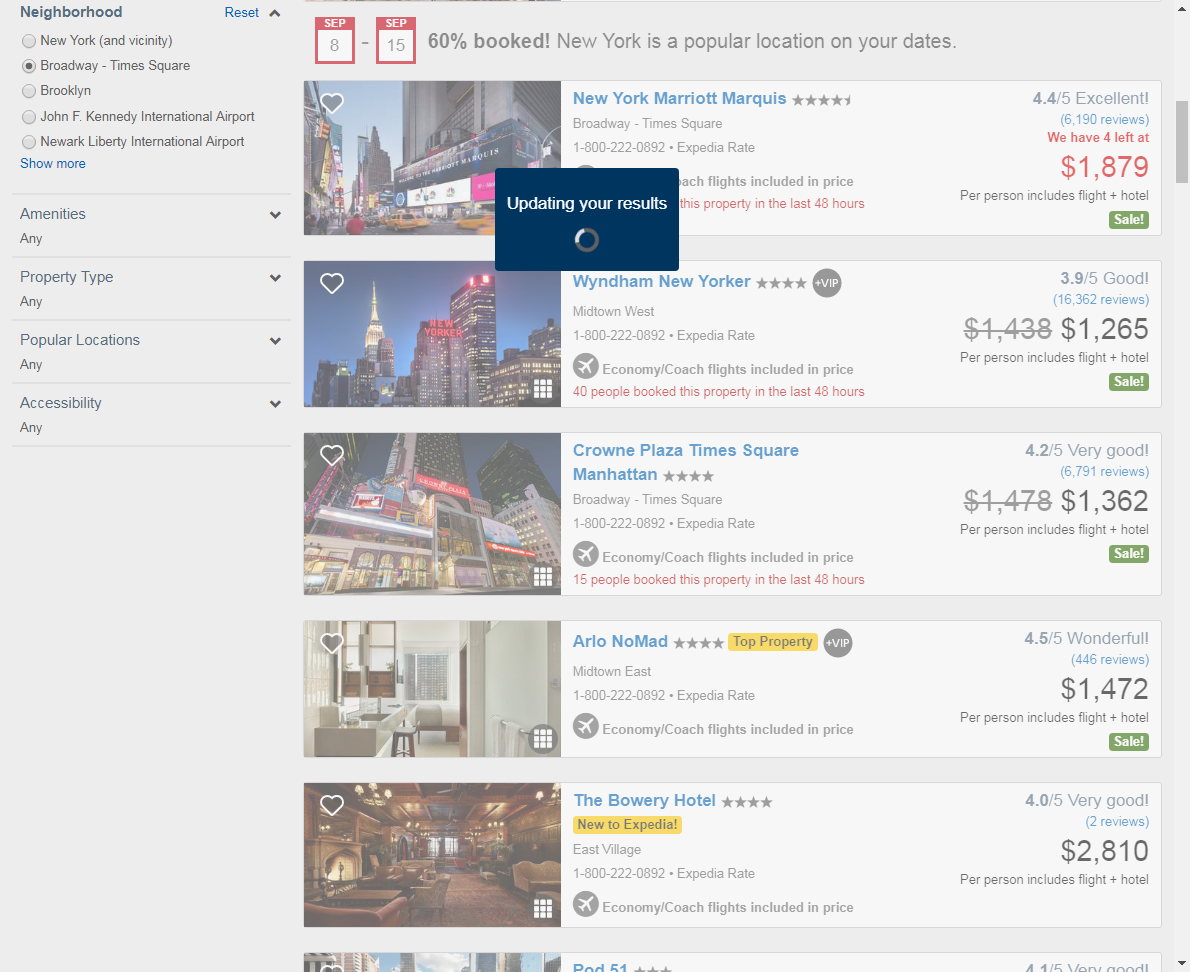 Neighborhood
Reset
New York (and vicinity)
Broadway - Times Square
Brooklyn
John F. Kennedy International Airport
Newark Liberty International Airport
Show more
Amenities
Any
Property Type
Any
Popular Locations
Any
Accessibility
Any
SEP
8
-
SEP
15
60% booked! New York is a popular location on your dates.
New York Marriott Marquis
Broadway - Times Square
1-800-222-0892 • Expedia Rate
oach flights included in price
this property in the last 48 hours
4.4/5 Excellent!
(6,190 reviews)
We have 4 left at
$1,879
Per person includes flight + hotel
Sale!
Updating your results
NEW
YORKER
Wyndham New Yorker
+VIP
Midtown West
1-800-222-0892 • Expedia Rate
Economy/Coach flights included in price
40 people booked this property in the last 48 hours
3.9/5 Good!
(16,362 reviews)
$1,438 $1,265
Per person includes flight + hotel
Sale!
Crowne Plaza Times Square
Manhattan
Broadway - Times Square
1-800-222-0892 • Expedia Rate
Economy/Coach flights included in price
15 people booked this property in the last 48 hours
4.2/5 Very good!
(6,791 reviews)
$1,478 $1,362
Per person includes flight + hotel
Sale!
Arlo NoMad
Top Property
+VIP
Midtown East
1-800-222-0892 • Expedia Rate
Economy/Coach flights included in price
4.5/5 Wonderful!
(446 reviews)
$1,472
Per person includes flight + hotel
Sale!
The Bowery Hotel
New to Expedia!
East Village
1-800-222-0892 • Expedia Rate
Economy/Coach flights included in price
4.0/5 Very good!
(2 reviews)
$2,810
Per person includes flight + hotel
Pod 51
4.1/5 Very good!